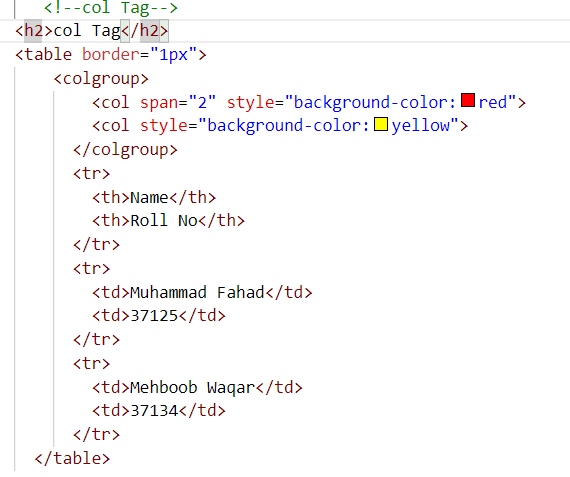 <!--col Tag-->
<h2>col Tag</h2>
<table border="1px">
<colgroup>
<col span="2" style="background-color:red">
<col style="background-color:yellow">
</colgroup>
<tr>
<th>Name</th>
<th>Roll No</th>
</tr>
<tr>
<td>Muhammad Fahad</td>
<td>37125</td>
</tr>
<tr>
<td>Mehboob Waqar</td>
<td>37134</td>
</tr>
</table>